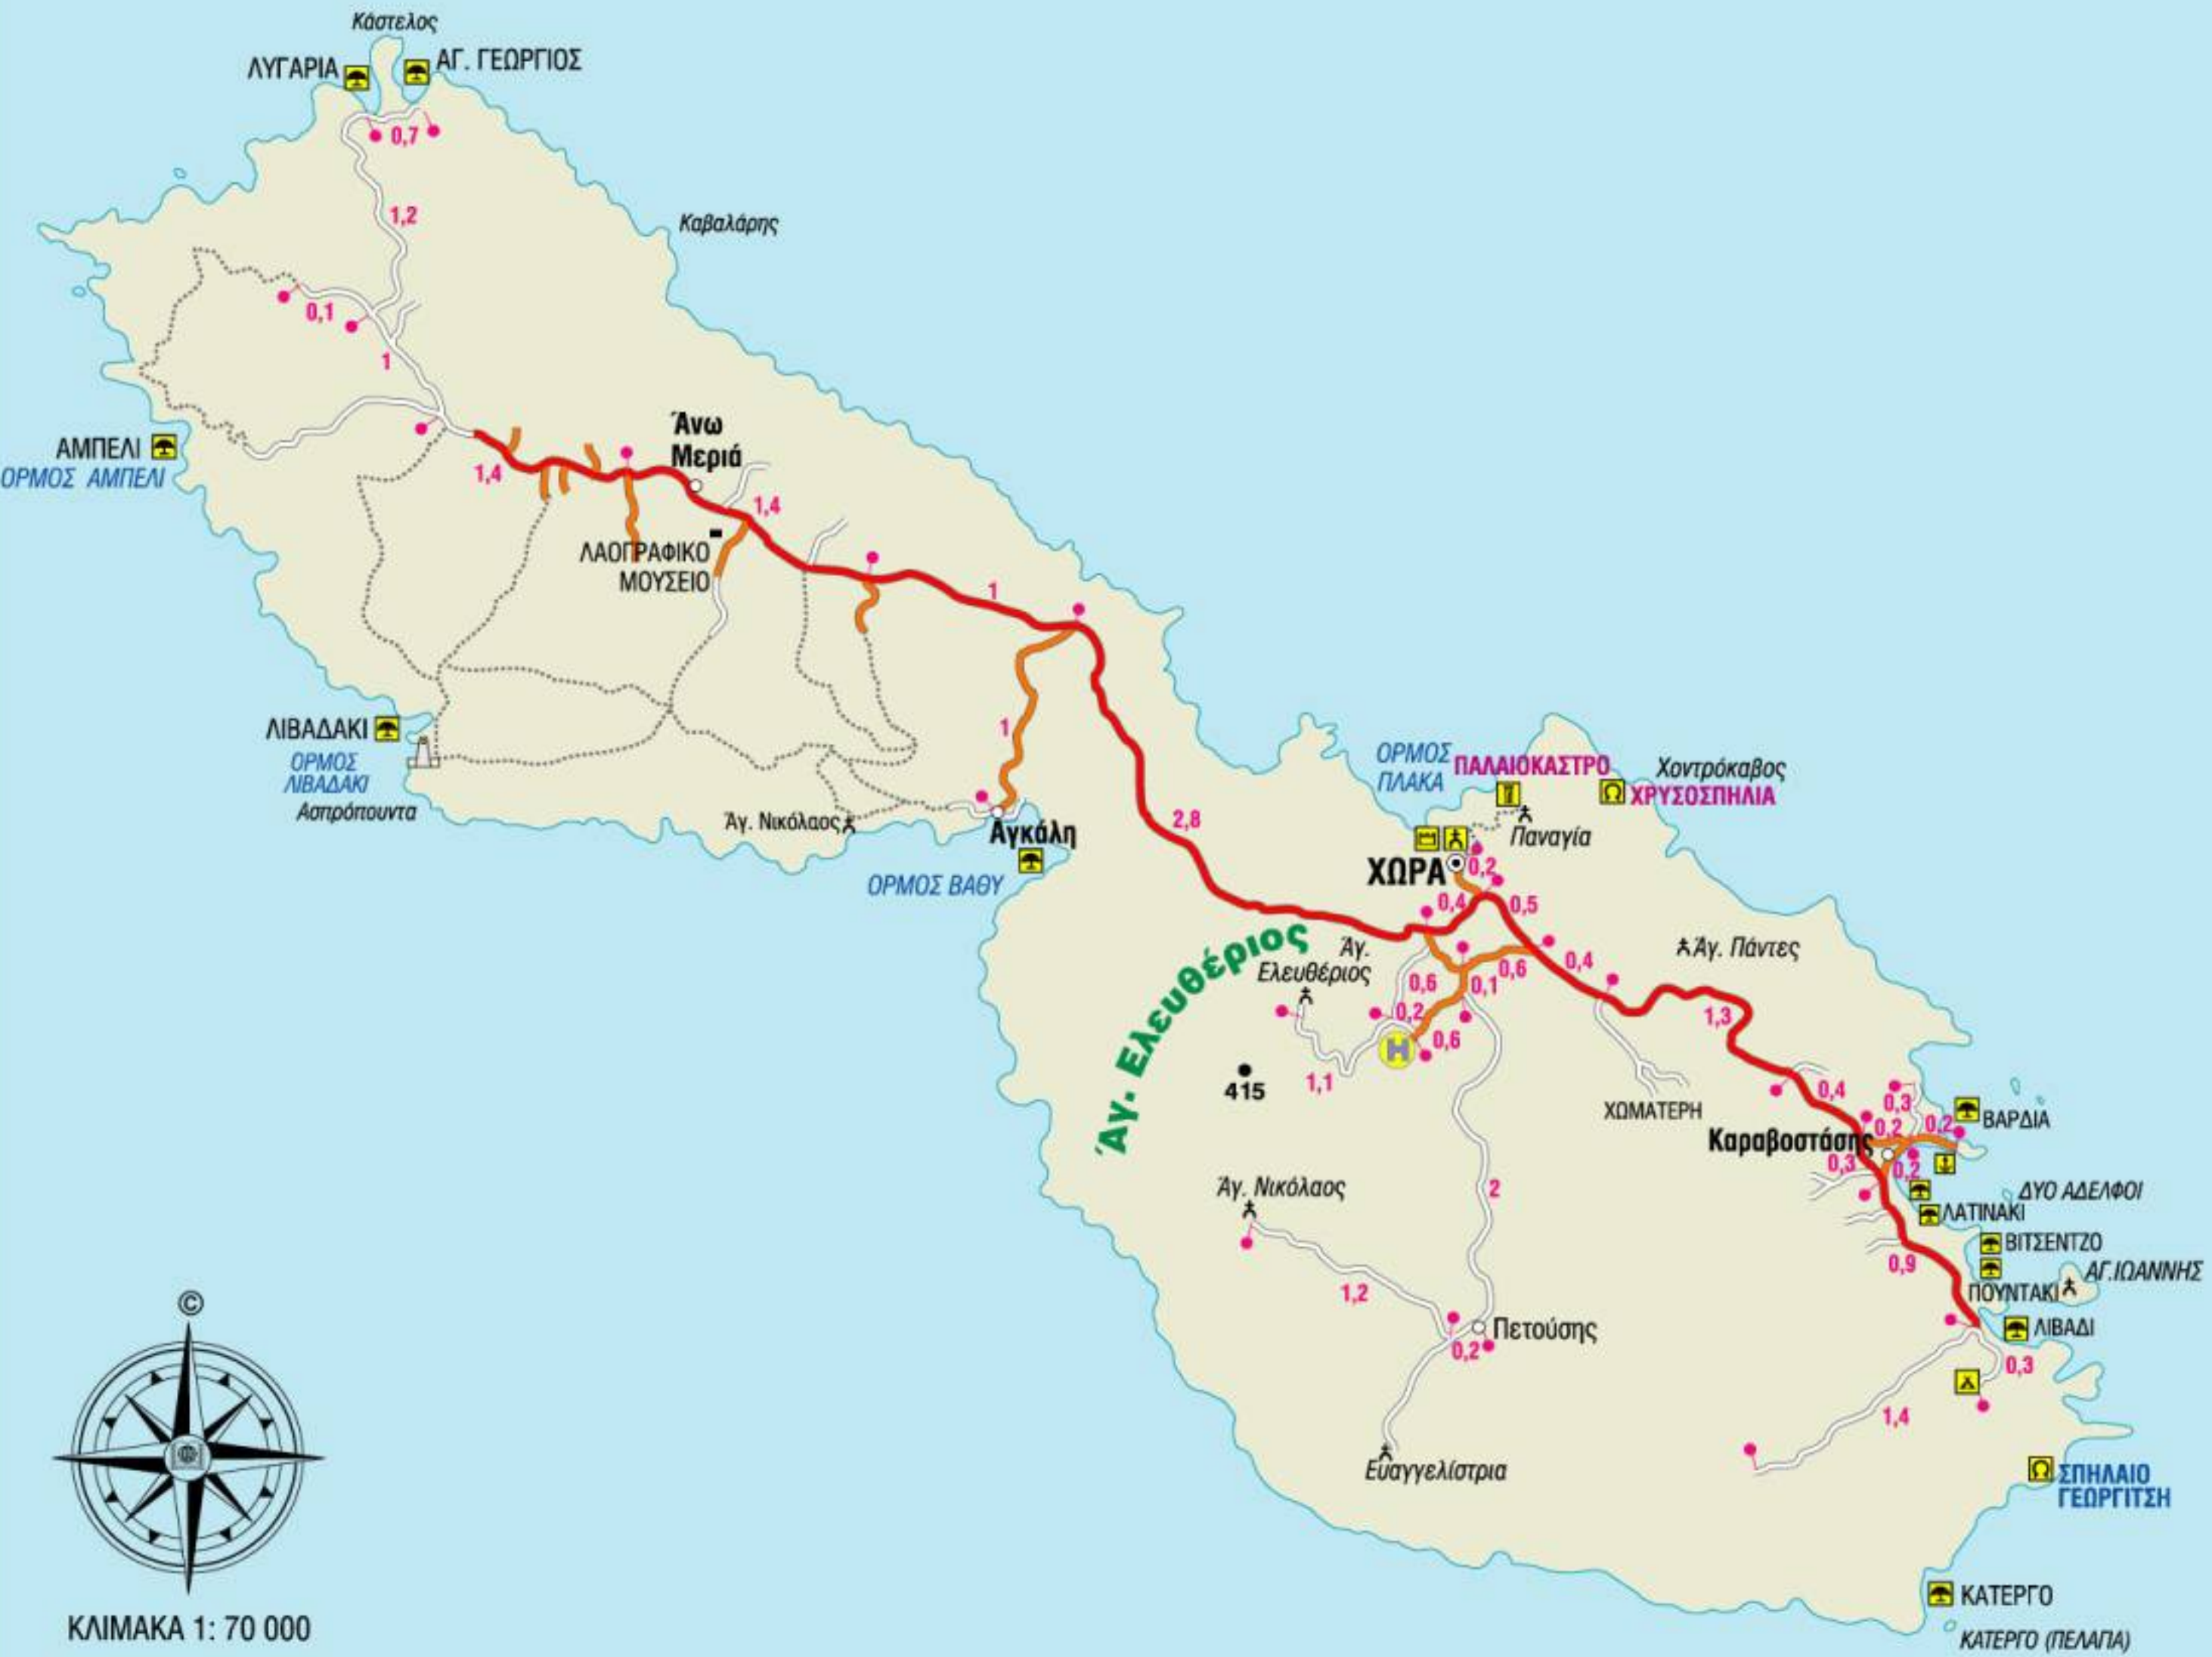 Κάστελος
ΛΥΓΑΡΙΑ
ΑΓ. ΓΕΩΡΓΙΟΣ
0,7
1,2
Καβαλάρης
0,1
1
ΑΜΠΕΛΙ
ΟΡΜΟΣ ΑΜΠΕΛΙ
1,4
Άνω
Μεριά
1,4
ΛΑΟΓΡΑΦΙΚΟ
ΜΟΥΣΕΙΟ
1
1
ΛΙΒΑΔΑΚΙ
ΟΡΜΟΣ
ΛΙΒΑΔΑΚΙ
Ασπρόπουντα
Άγ. Νικόλαος
Αγκάλη
ΟΡΜΟΣ ΒΑΘΥ
2,8
ΟΡΜΟΣ
ΠΛΑΚΑ
ΠΑΛΑΙΟΚΑΣΤΡΟ
Χοντρόκαβος
ΧΡΥΣΟΣΠΗΛΙΑ
Παναγία
ΧΩΡΑ
0,2
0,4
0,5
Άγ. Ελευθέριος
Άγ.
Ελευθέριος
0,6
0,6
0,1
0,4
Άγ. Πάντες
0,2
0,6
H
1,1
415
1,3
ΧΩΜΑΤΕΡΗ
0,4
0,3
0,2
0,2
ΒΑΡΔΙΑ
Καραβοστάσης
0,3
0,2
ΔΥΟ ΑΔΕΛΦΟΙ
ΛΑΤΙΝΑΚΙ
ΒΙΤΣΕΝΤΖΟ
0,9
ΑΓ.ΙΩΑΝΝΗΣ
ΠΟΥΝΤΑΚΙ
ΛΙΒΑΔΙ
0,3
1,4
Άγ. Νικόλαος
2
1,2
Πετούσης
0,2
Ευαγγελίστρια
ΣΠΗΛΑΙΟ
ΓΕΩΡΓΙΤΣΗ
ΚΑΤΕΡΓΟ
ΚΑΤΕΡΓΟ (ΠΕΛΑΓΙΑ)
©
ΚΛΙΜΑΚΑ 1: 70 000